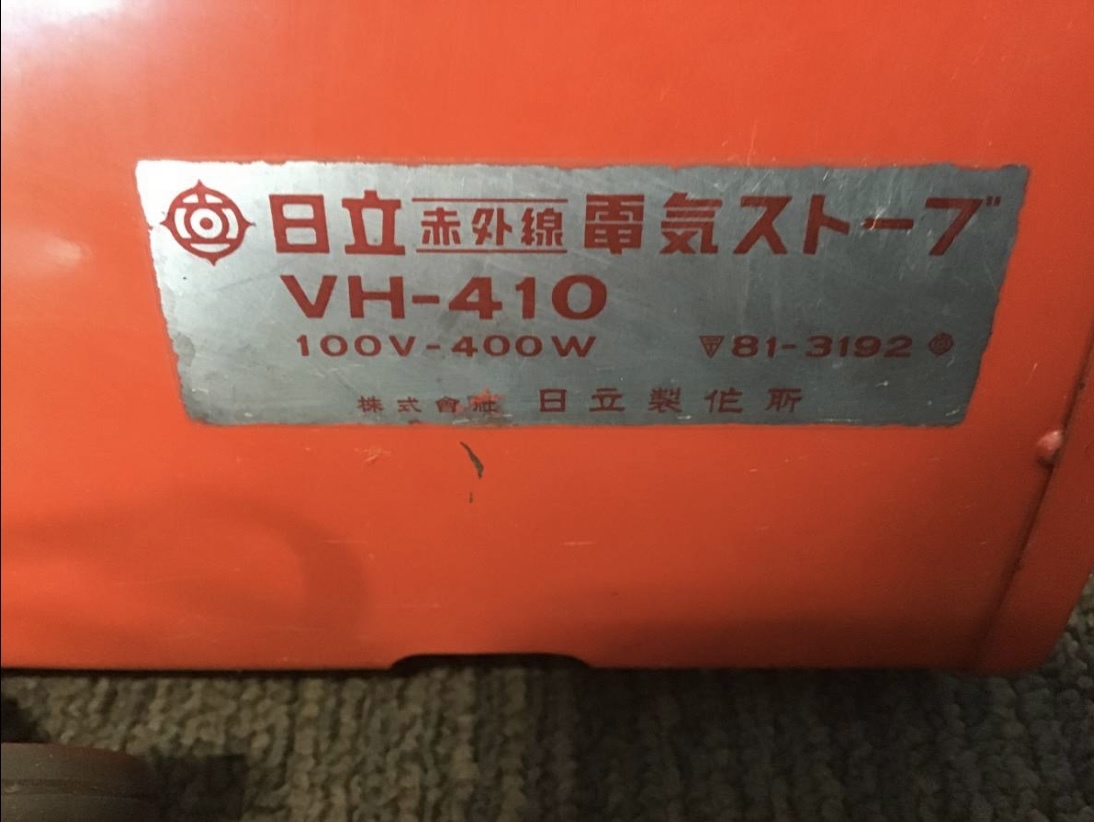 日立赤外線電気ストーブ
VH-410
100V-400W ▽81-3192
株式會社 日立製作所